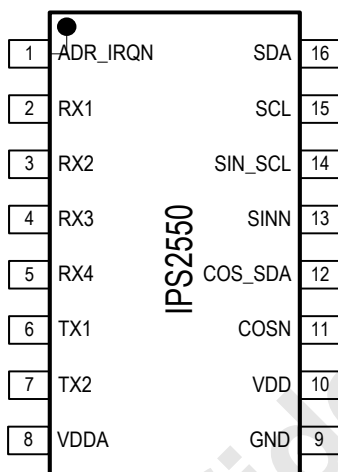 1 ADR_IRQN SDA 16
2 RX1 SCL 15
3 RX2 SIN_SCL 14
4 RX3 SINN 13
IPS2550
5 RX4 COS_SDA 12
6 TX1 COSN 11
7 TX2 VDD 10
8 VDDA GND 9